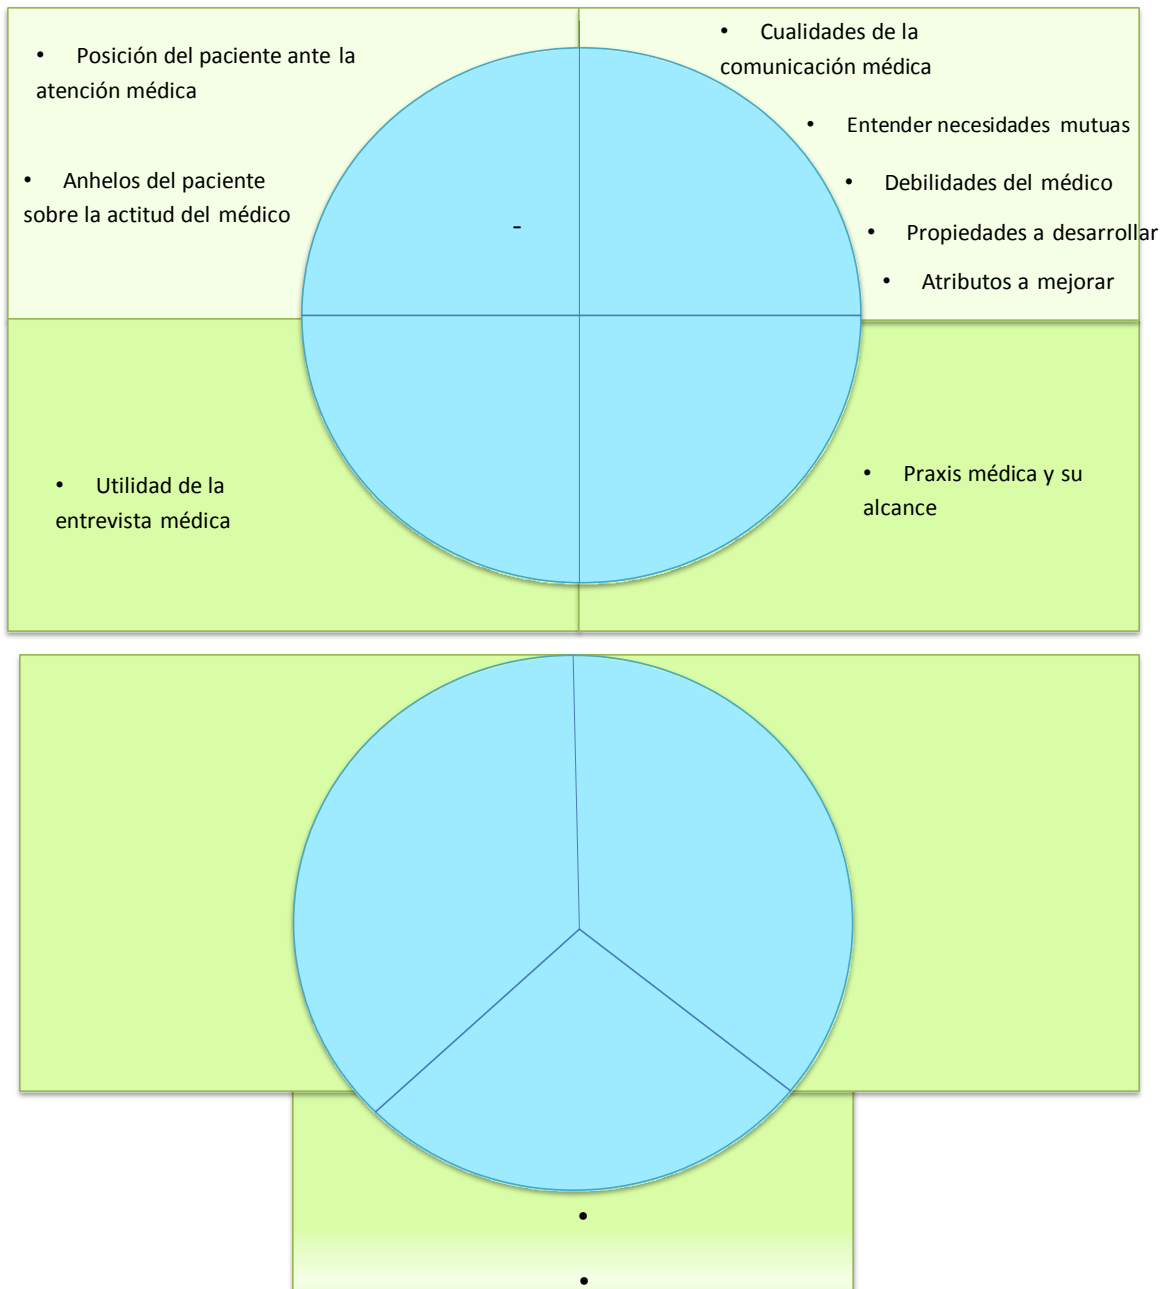 • Posición del paciente ante la
atención médica
• Anhelos del paciente
sobre la actitud del médico
-
• Cualidades de la
comunicación médica
• Entender necesidades mutuas
• Debilidades del médico
• Propiedades a desarrollar
• Atributos a mejorar
• Utilidad de la
entrevista médica
• Praxis médica y su
alcance
•
•